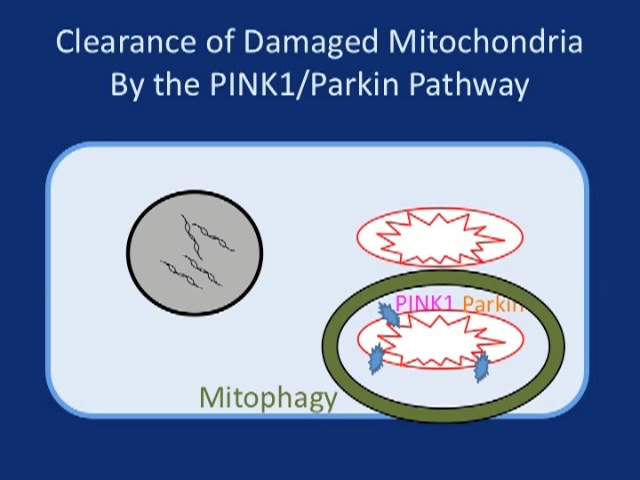 Clearance of Damaged Mitochondria
By the PINK1/Parkin Pathway
PINK1 Parkin
Mitophagy